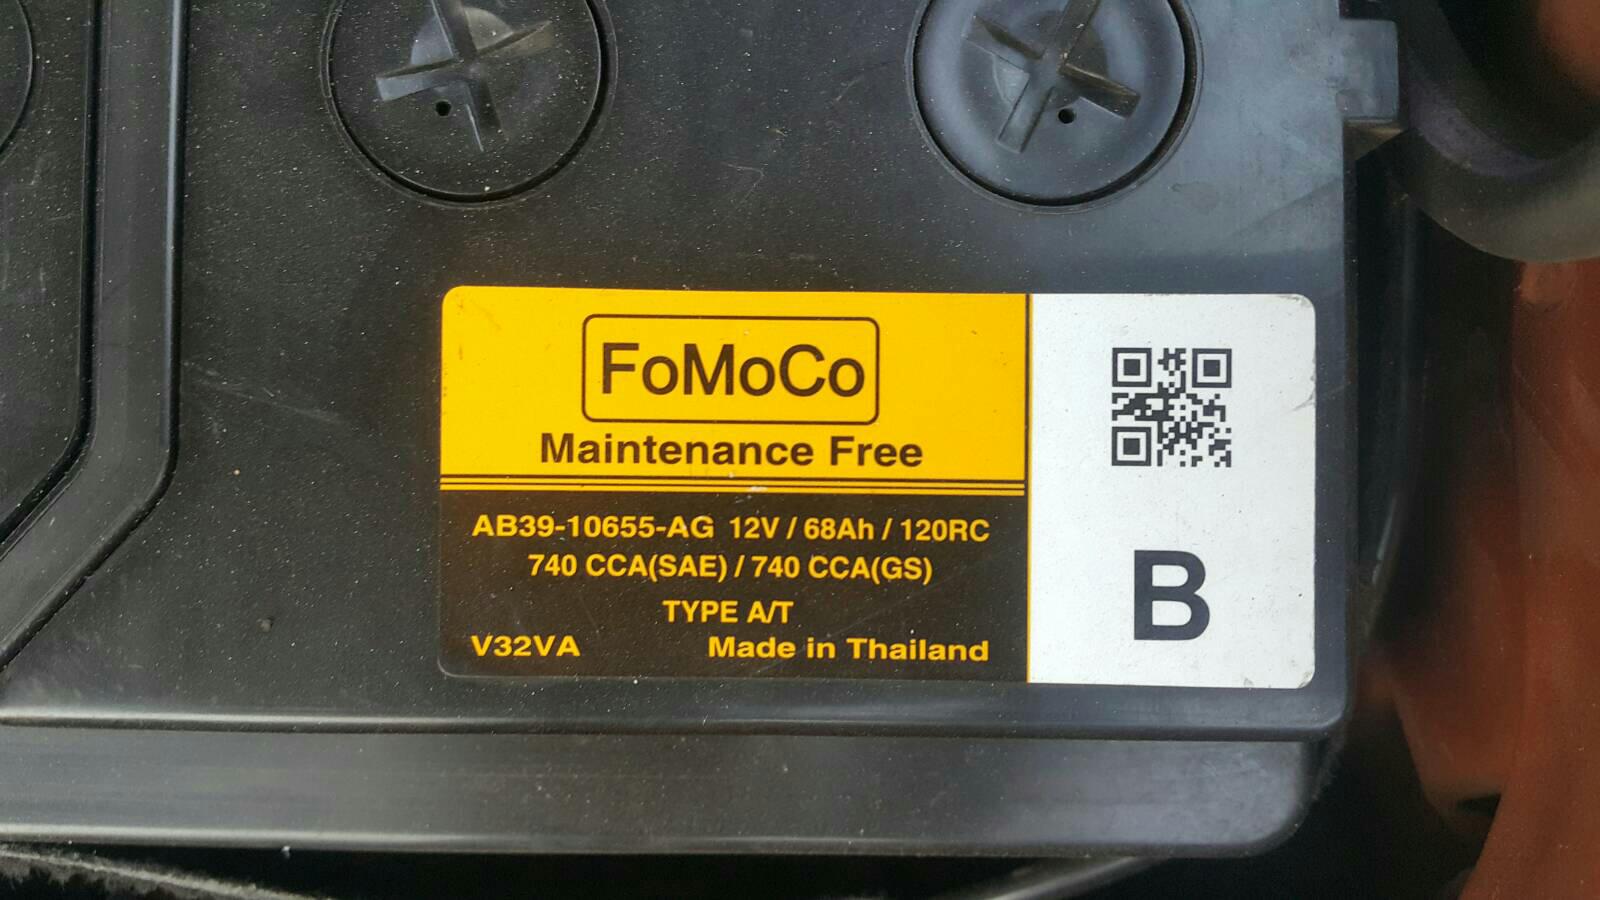 FoMoCo
Maintenance Free
AB39-10655-AG 12V / 68Ah / 120RC
740 CCA(SAE) / 740 CCA(GS)
TYPE A/T
V32VA Made in Thailand
B